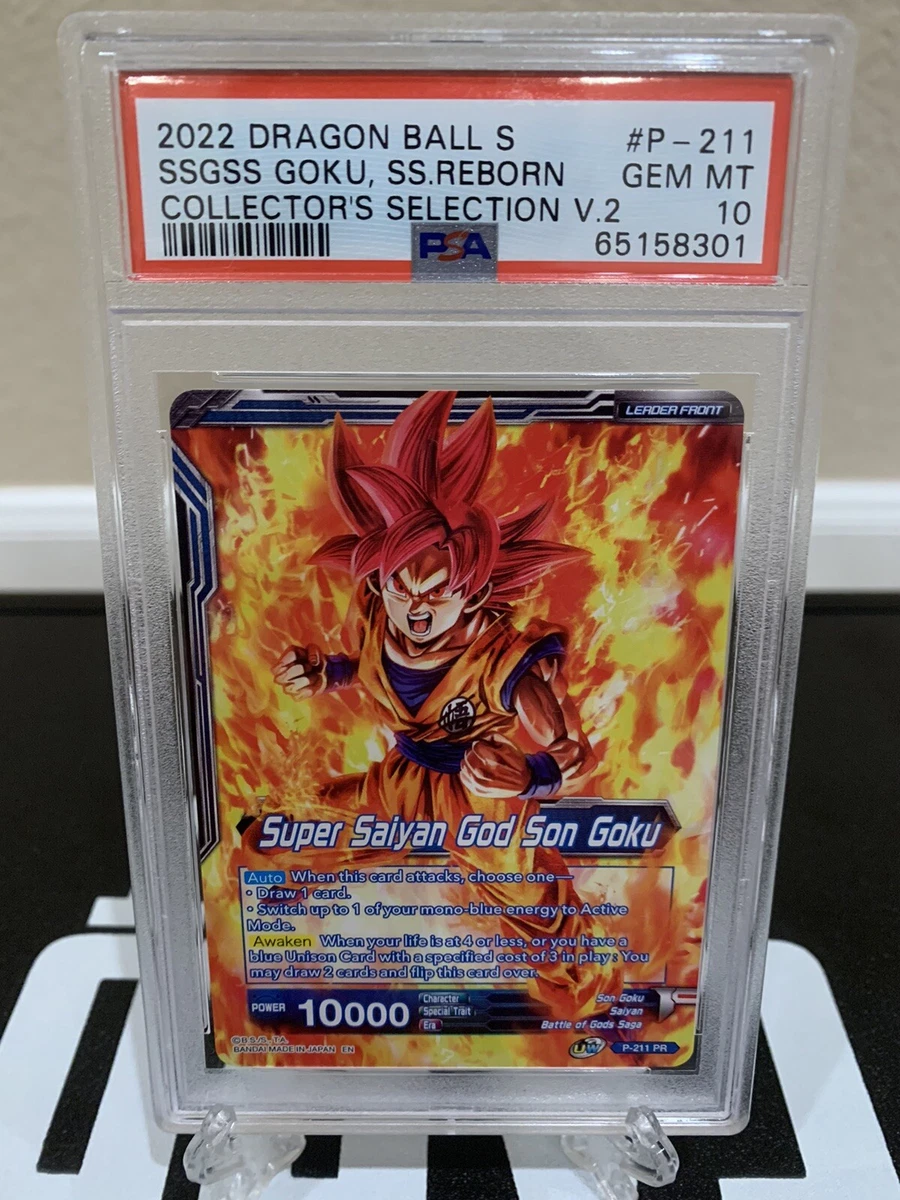 2022 DRAGON BALL S #P-211
SSGSS GOKU, SS.REBORN GEM MT
COLLECTOR'S SELECTION V.2 10
PSA 65158301
LEADER FRONT
悟
Super Saiyan God Son Goku
Auto When this card attacks, choose one—
・Draw 1 card.
・Switch up to 1 of your mono-blue energy to Active
Mode.
Awaken When your life is at 4 or less, or you have a
blue Unison Card with a specified cost of 3 in play : You
may draw 2 cards and flip this card over.
POWER 10000
Character Son Goku
Special Trait Saiyan
Era Battle of Gods Saga
©B.S./S., T.A.
BANDAI MADE IN JAPAN EN
UW P-211 PR